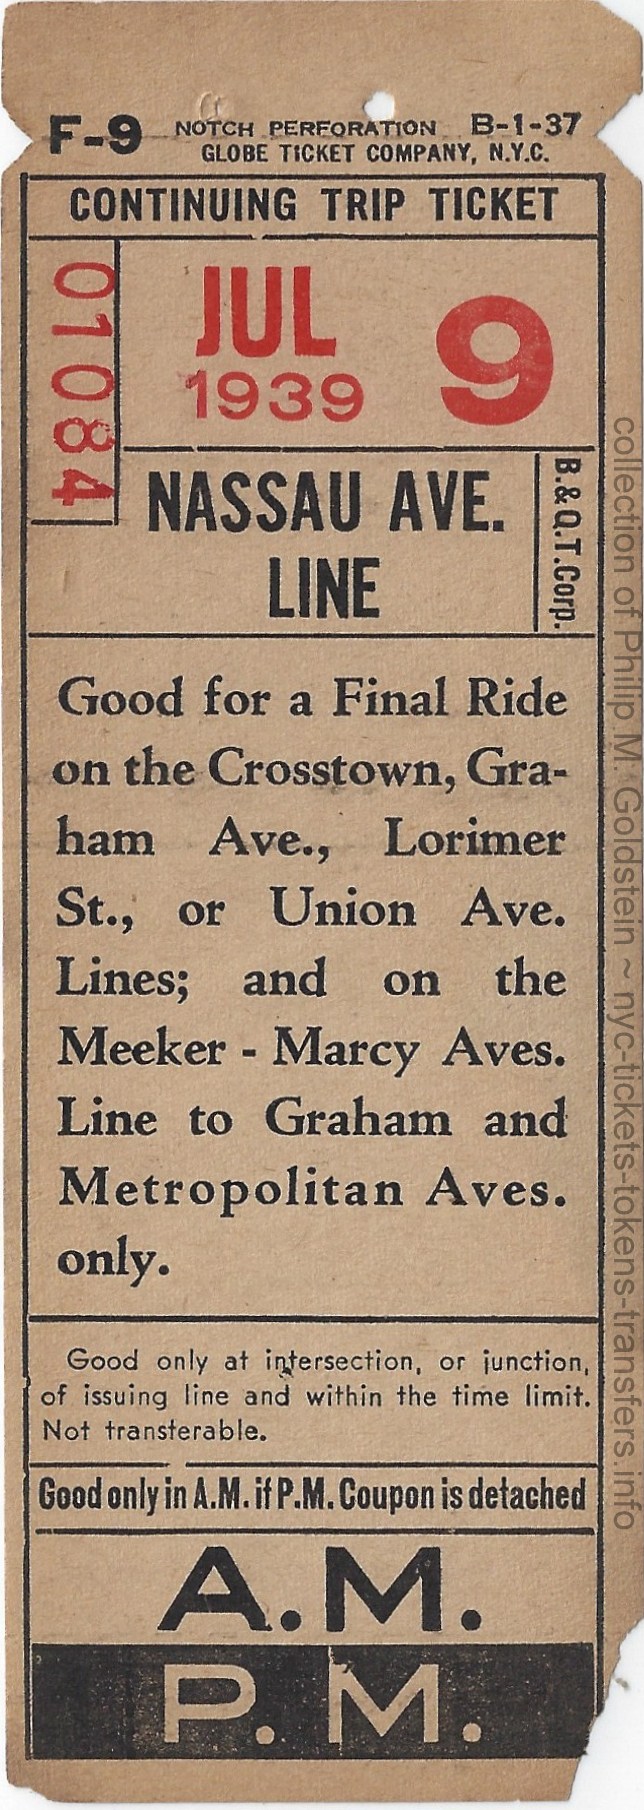 F-9 NOTCH PERFORATION B-1-37
GLOBE TICKET COMPANY, N.Y.C.
CONTINUING TRIP TICKET
01084
JUL
1939
9
NASSAU AVE.
LINE
B.&Q.T.Corp.
Good for a Final Ride
on the Crosstown, Gra-
ham Ave., Lorimer
St., or Union Ave.
Lines; and on the
Meeker - Marcy Aves.
Line to Graham and
Metropolitan Aves.
only.
Good only at intersection, or junction,
of issuing line and within the time limit.
Not transferable.
Good only in A.M. if P.M. Coupon is detached
A.M.
P.M.
collection of Philip M. Goldstein ~ nyc-tickets-tokens-transfers.info